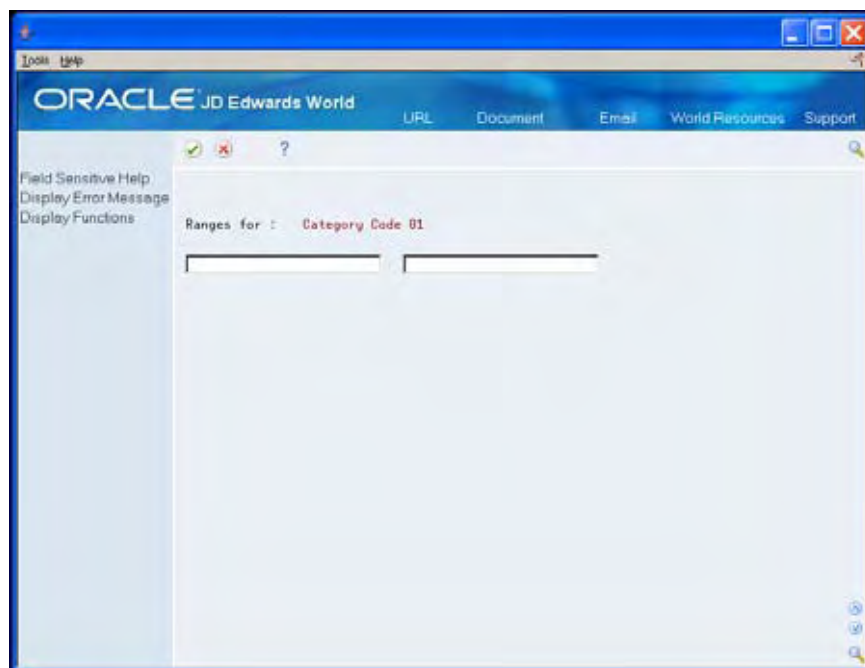 Tools Help
ORACLE JD Edwards World
URL Document Email World Resources Support
?
Field Sensitive Help
Display Error Message
Display Functions
Ranges for : Category Code 01